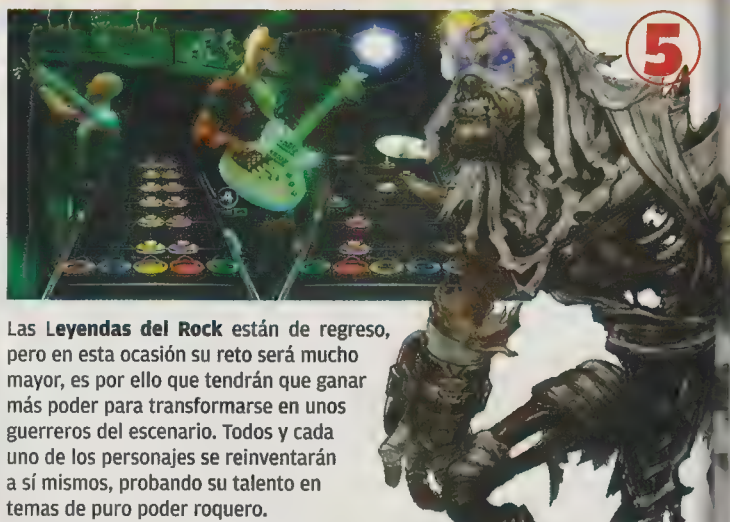 5
Las Leyendas del Rock están de regreso,
pero en esta ocasión su reto será mucho
mayor, es por ello que tendrán que ganar
más poder para transformarse en unos
guerreros del escenario. Todos y cada
uno de los personajes se reinventarán
a sí mismos, probando su talento en
temas de puro poder roquero.